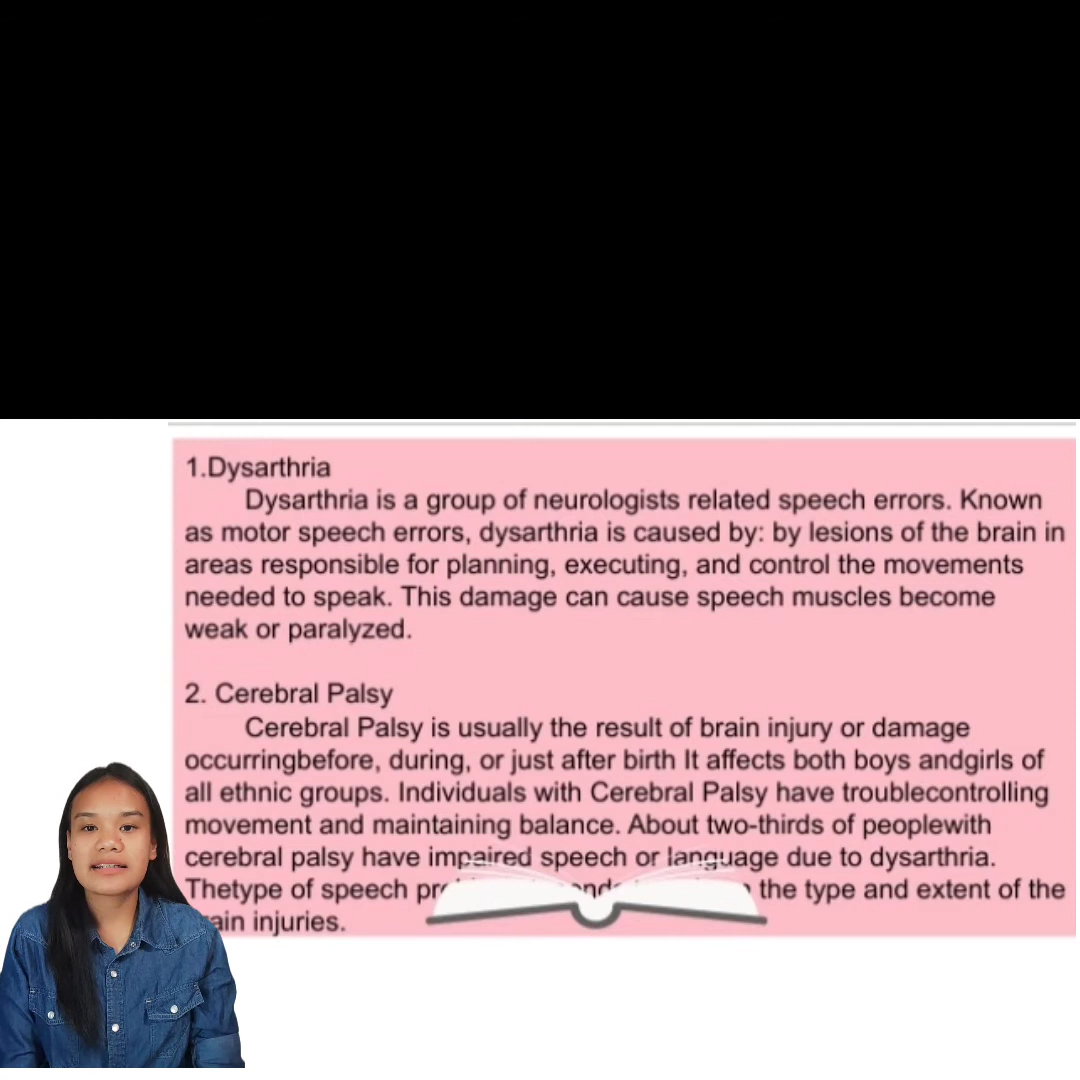 1.Dysarthria
Dysarthria is a group of neurologists related speech errors. Known
as motor speech errors, dysarthria is caused by: by lesions of the brain in
areas responsible for planning, executing, and control the movements
needed to speak. This damage can cause speech muscles become
weak or paralyzed.
2. Cerebral Palsy
Cerebral Palsy is usually the result of brain injury or damage
occurringbefore, during, or just after birth It affects both boys andgirls of
all ethnic groups. Individuals with Cerebral Palsy have troublecontrolling
movement and maintaining balance. About two-thirds of peoplewith
cerebral palsy have impaired speech or language due to dysarthria.
Thetype of speech the type and extent of the
injuries.